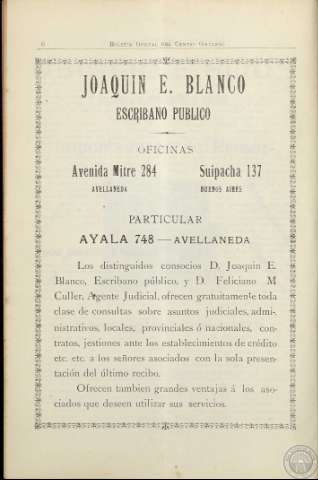 6 BOLETIN OFICIAL DEL CENTRO GALLEGO
JOAQUIN E. BLANCO
ESCRIBANO PUBLICO
OFICINAS
Avenida Mitre 284 Suipacha 137
AVELLANEDA BUENOS AIRES
PARTICULAR
AYALA 748 — AVELLANEDA
Los distinguidos consocios D. Joaquin E.
Blanco, Escribano público, y D. Feliciano M
Culler, Agente Judicial, ofrecen gratuitamente toda
clase de consultas sobre asuntos judiciales, admi-
nistrativos, locales, provinciales ó nacionales, con-
tratos, jestiones ante los establecimientos de crédito
etc. etc. a los señores asociados con la sola presen-
tación del último recibo.
Ofrecen tambien grandes ventajas á los aso-
ciados que deseen utilizar sus servicios.